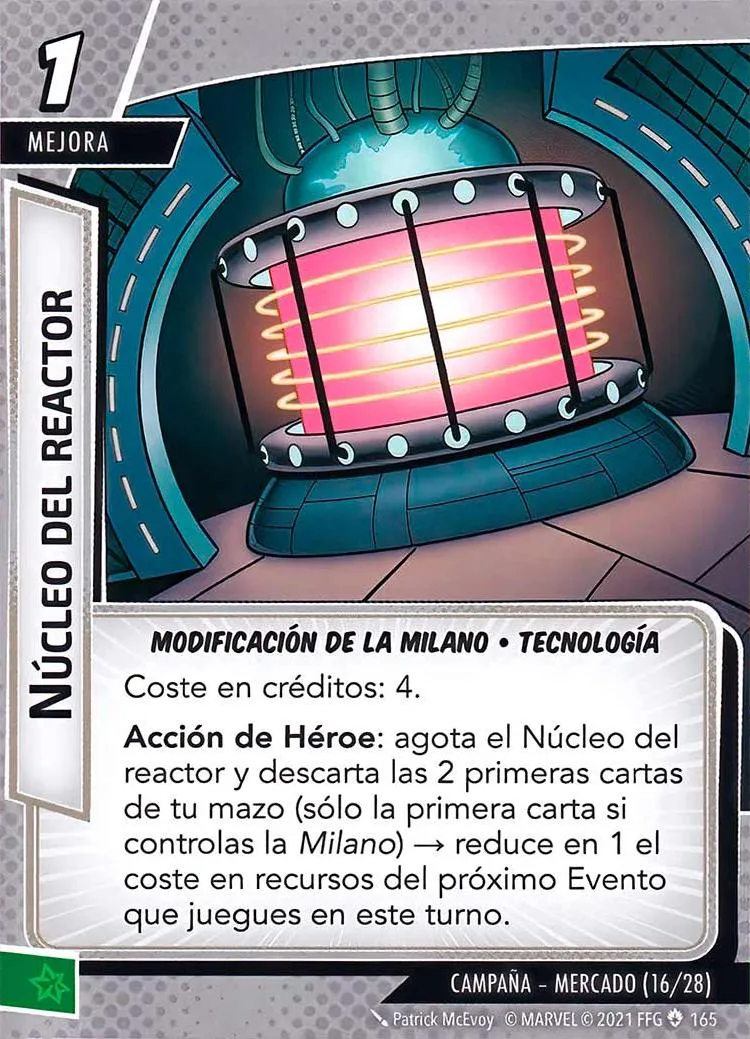 1
MEJORA
NÚCLEO DEL REACTOR
MODIFICACIÓN DE LA MILANO • TECNOLOGÍA
Coste en créditos: 4.
Acción de Héroe: agota el Núcleo del
reactor y descarta las 2 primeras cartas
de tu mazo (sólo la primera carta si
controlas la Milano) → reduce en 1 el
coste en recursos del próximo Evento
que juegues en este turno.
CAMPAÑA – MERCADO (16/28)
Patrick McEvoy © MARVEL © 2021 FFG 165